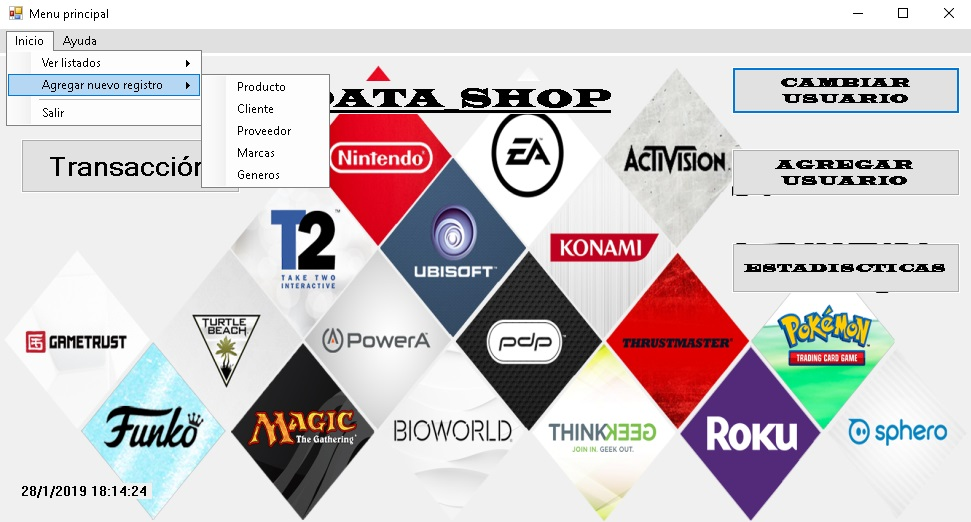 Menu principal
Inicio Ayuda
Ver listados
Agregar nuevo registro
Salir
Producto
Cliente
Proveedor
Marcas
Generos
DATA_SHOP
CAMBIAR
USUARIO
Transacción
AGREGAR
USUARIO
ESTADISCTICAS
Nintendo
EA
ACTIVISION
T2
TAKE TWO
INTERACTIVE
UBISOFT
KONAMI
GAMETRUST
TURTLE
BEACH
PowerA
pdp
THRUSTMASTER
POKéMON
TRADING CARD GAME
Funko
MAGIC
The Gathering
BIOWORLD
THINKGEEK
JOIN IN. GEEK OUT.
ROKU
sphero
28/1/2019 18:14:24